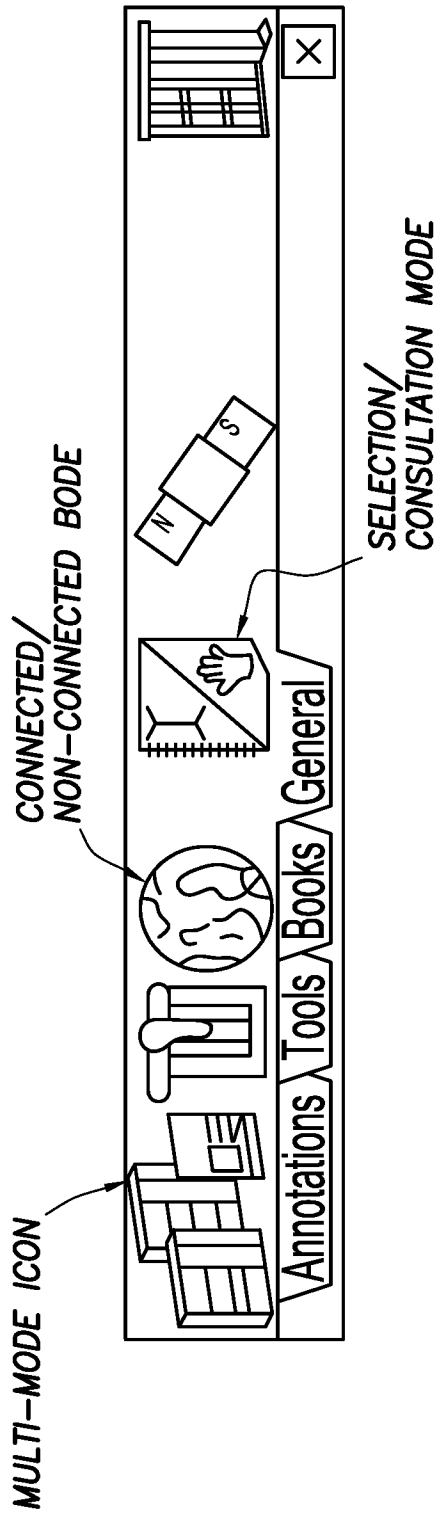 MULTI-MODE ICON
CONNECTED/
NON-CONNECTED BODE
N
S
SELECTION/
CONSULTATION MODE
Annotations
Tools
Books
General
X